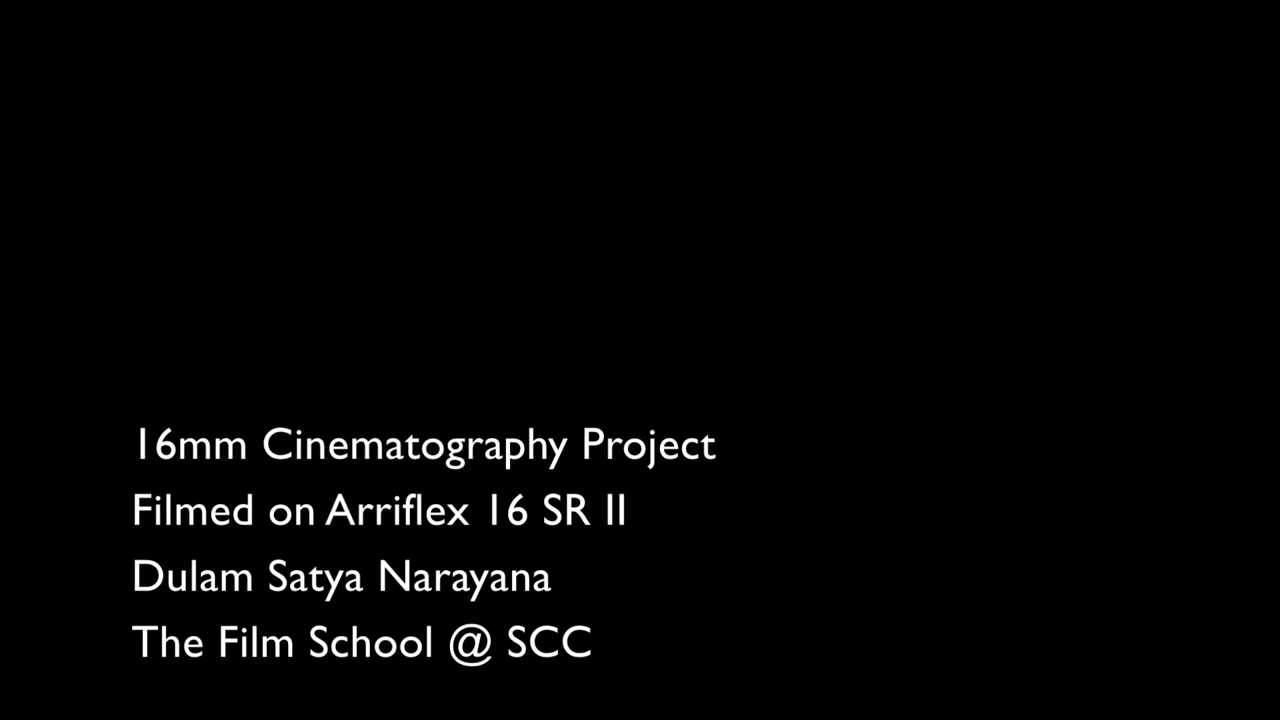 16mm Cinematography Project
Filmed on Arriflex 16 SR II
Dulam Satya Narayana
The Film School @ SCC